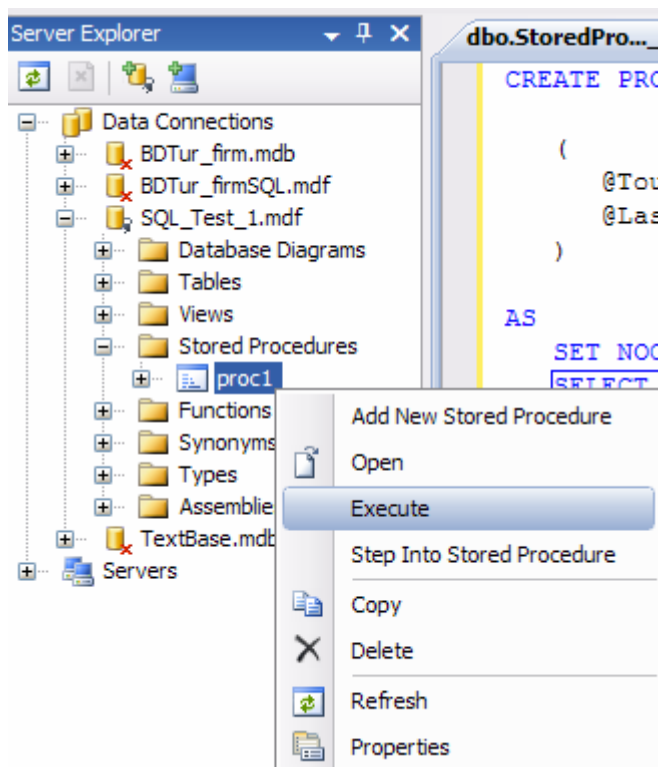 Server Explorer
Data Connections
BDTur_firm.mdb
BDTur_firmSQL.mdf
SQL_Test_1.mdf
Database Diagrams
Tables
Views
Stored Procedures
proc1
Functions
Synonyms
Types
Assemblie
TextBase.mdb
Servers
Add New Stored Procedure
Open
Execute
Step Into Stored Procedure
Copy
Delete
Refresh
Properties
dbo.StoredPro..._
CREATE PRO
(
@Tou
@Las
)
AS
SET NOC
SELECT